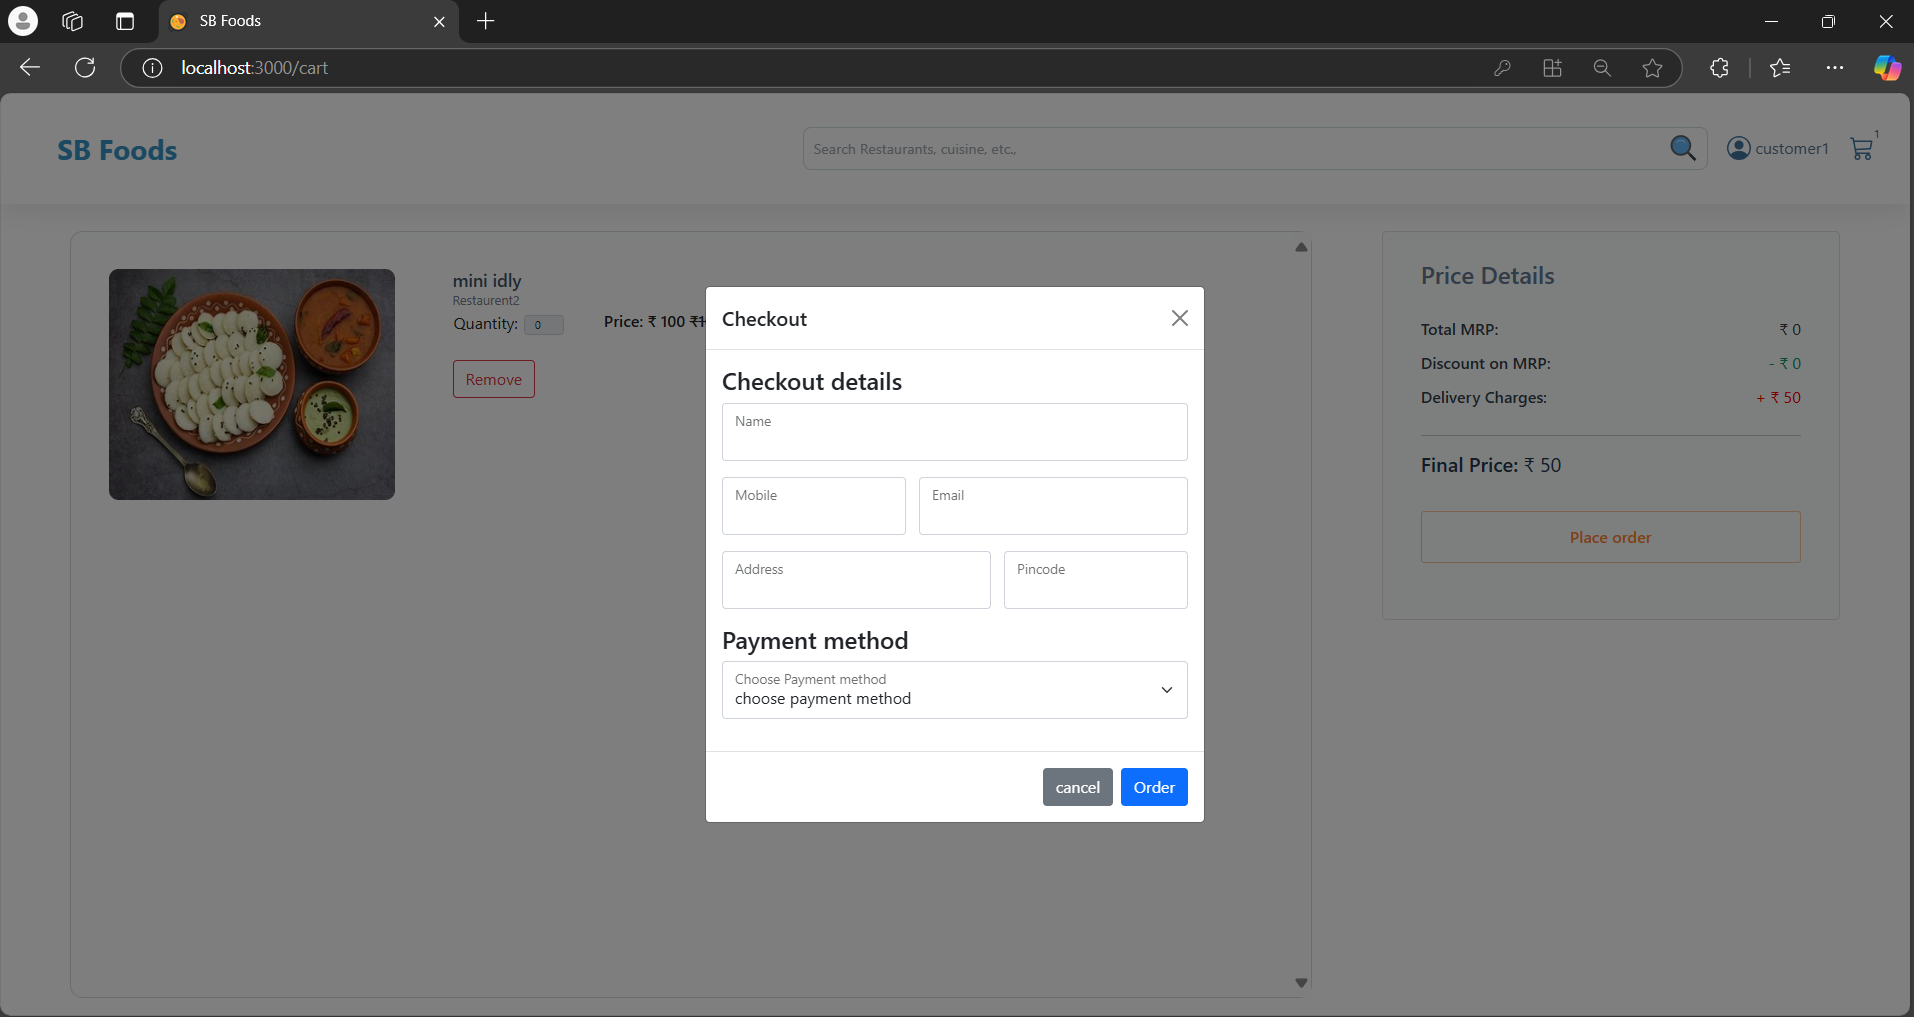 SB Foods
localhost:3000/cart
SB Foods
Search Restaurants, cuisine, etc.,
customer1
1
mini idly
Restaurent2
Quantity: 0
Price: ₹ 100
Remove
Price Details
Total MRP: ₹ 0
Discount on MRP: - ₹ 0
Delivery Charges: + ₹ 50
Final Price: ₹ 50
Place order
Checkout
Checkout details
Name
Mobile
Email
Address
Pincode
Payment method
Choose Payment method
choose payment method
cancel
Order